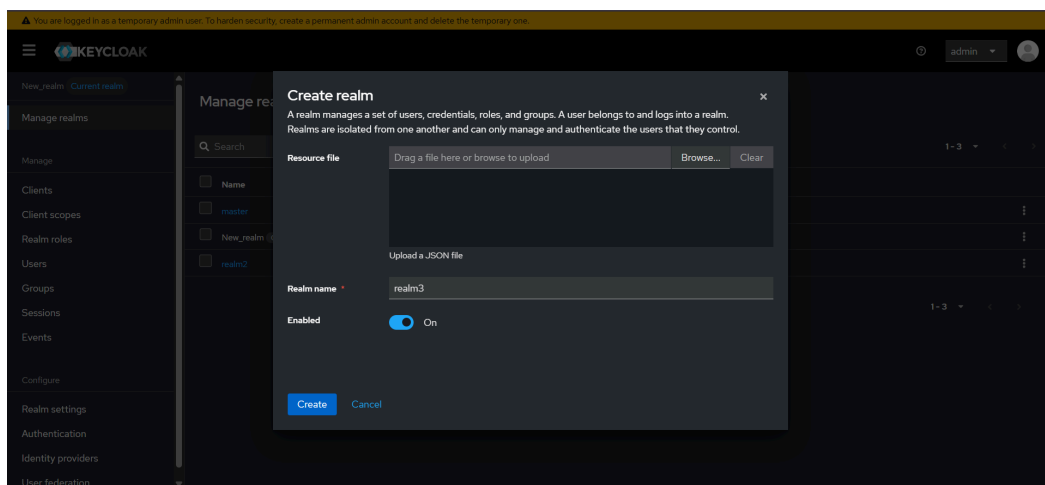 You are logged in as a temporary admin user. To harden security, create a permanent admin account and delete the temporary one.
KEYCLOAK
admin
New_realm Current realm
Manage realms
Manage
Clients
Client scopes
Realm roles
Users
Groups
Sessions
Events
Configure
Realm settings
Authentication
Identity providers
User federation
Manage rea
Search
1-3
Name
master
New_realm
realm2
1-3
Create realm
A realm manages a set of users, credentials, roles, and groups. A user belongs to and logs into a realm.
Realms are isolated from one another and can only manage and authenticate the users that they control.
Resource file
Drag a file here or browse to upload
Browse...
Clear
Upload a JSON file
Realm name *
realm3
Enabled
On
Create
Cancel